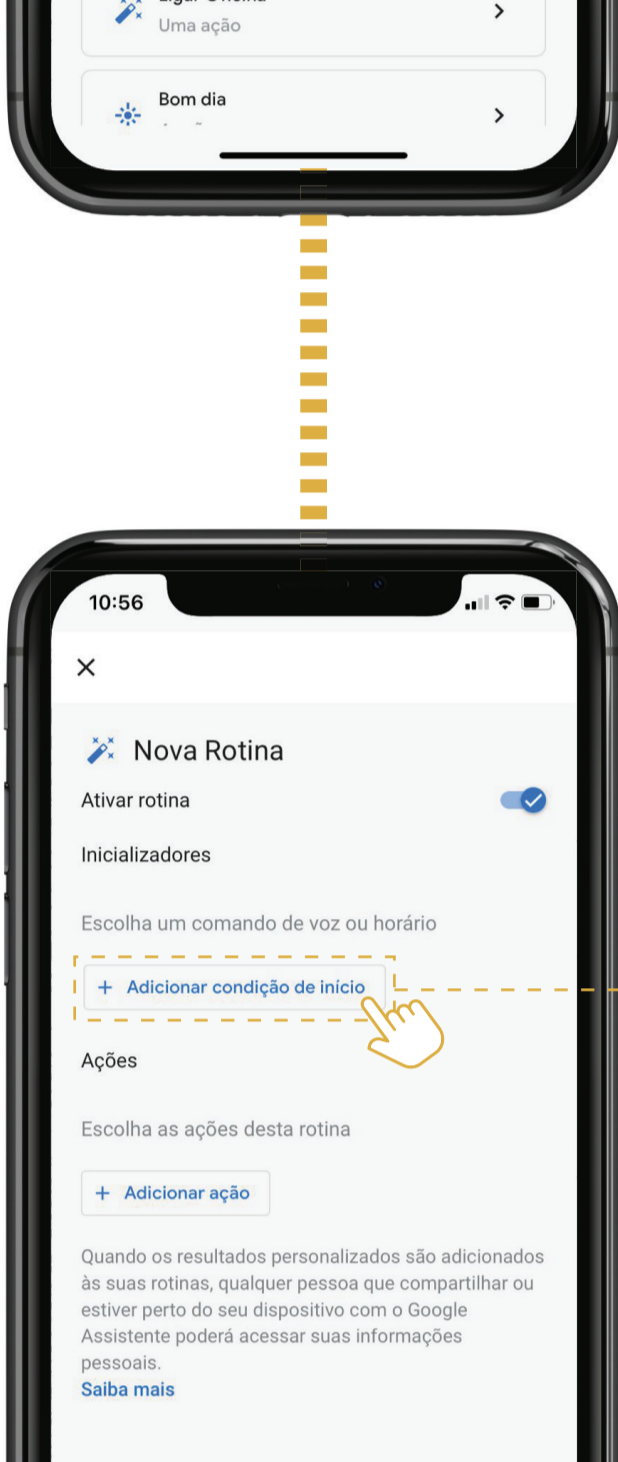 Uma ação
Bom dia
10:56
Nova Rotina
Ativar rotina
Inicializadores
Escolha um comando de voz ou horário
+ Adicionar condição de início
Ações
Escolha as ações desta rotina
+ Adicionar ação
Quando os resultados personalizados são adicionados
às suas rotinas, qualquer pessoa que compartilhar ou
estiver perto do seu dispositivo com o Google
Assistente poderá acessar suas informações
pessoais.
Saiba mais